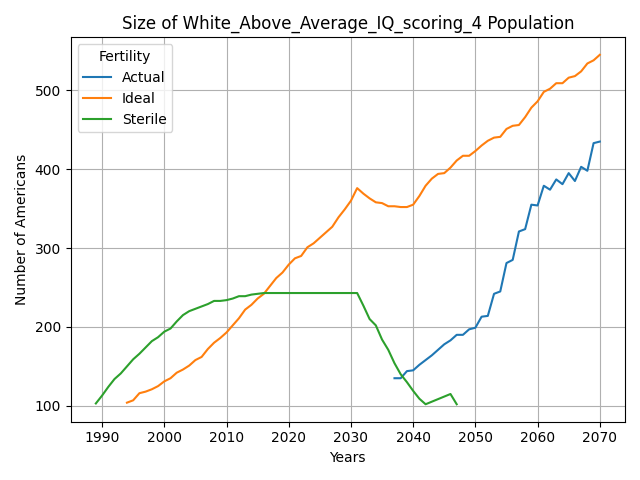 Size of White_Above_Average_IQ_scoring_4 Population
Fertility
Actual
Ideal
Sterile
500
400
300
200
100
Number of Americans
1990 2000 2010 2020 2030 2040 2050 2060 2070
Years